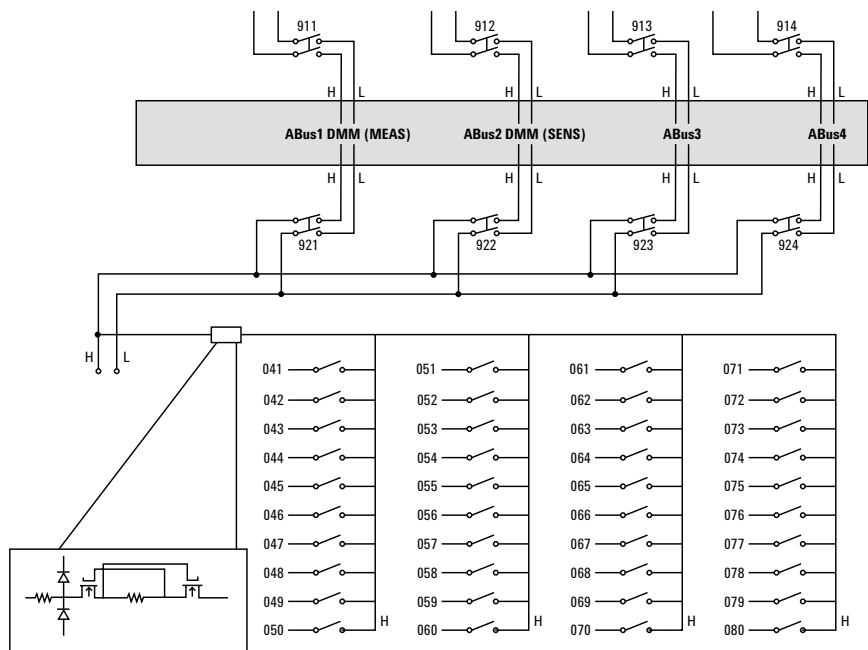 911 912 913 914
H L H L H L H L
ABus1 DMM (MEAS) ABus2 DMM (SENS) ABus3 ABus4
H L H L H L H L
921 922 923 924
H L
041 051 061 071
042 052 062 072
043 053 063 073
044 054 064 074
045 055 065 075
046 056 066 076
047 057 067 077
048 058 068 078
049 059 069 079
H H H H
050 060 070 080